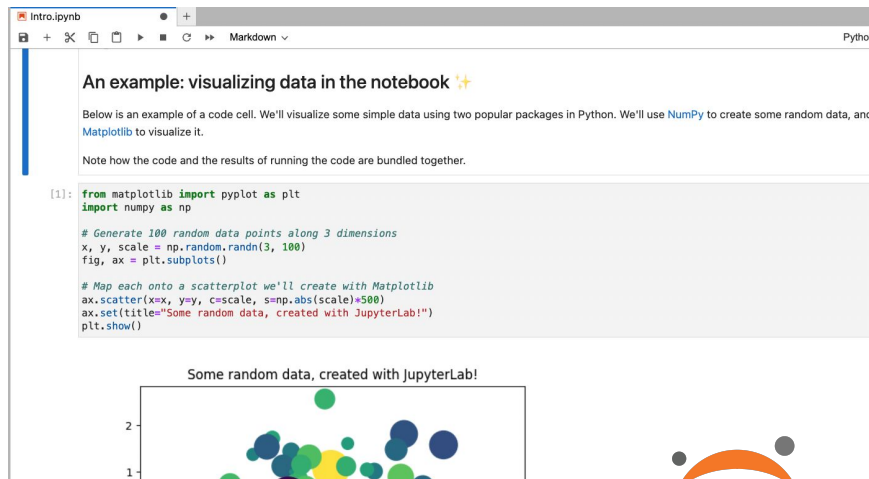 Intro.ipynb
Markdown
An example: visualizing data in the notebook ✨
Below is an example of a code cell. We'll visualize some simple data using two popular packages in Python. We'll use NumPy to create some random data, and
Matplotlib to visualize it.
Note how the code and the results of running the code are bundled together.
[1]: from matplotlib import pyplot as plt
import numpy as np
# Generate 100 random data points along 3 dimensions
x, y, scale = np.random.randn(3, 100)
fig, ax = plt.subplots()
# Map each onto a scatterplot we'll create with Matplotlib
ax.scatter(x=x, y=y, c=scale, s=np.abs(scale)*500)
ax.set(title="Some random data, created with JupyterLab!")
plt.show()
Some random data, created with JupyterLab!
2
1